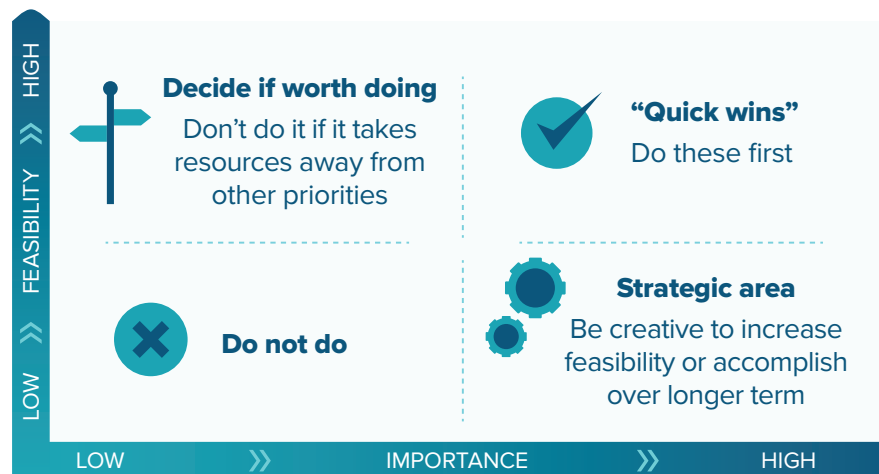 HIGH
FEASIBILITY
LOW
Decide if worth doing
Don’t do it if it takes
resources away from
other priorities
“Quick wins”
Do these first
Do not do
Strategic area
Be creative to increase
feasibility or accomplish
over longer term
LOW
IMPORTANCE
HIGH